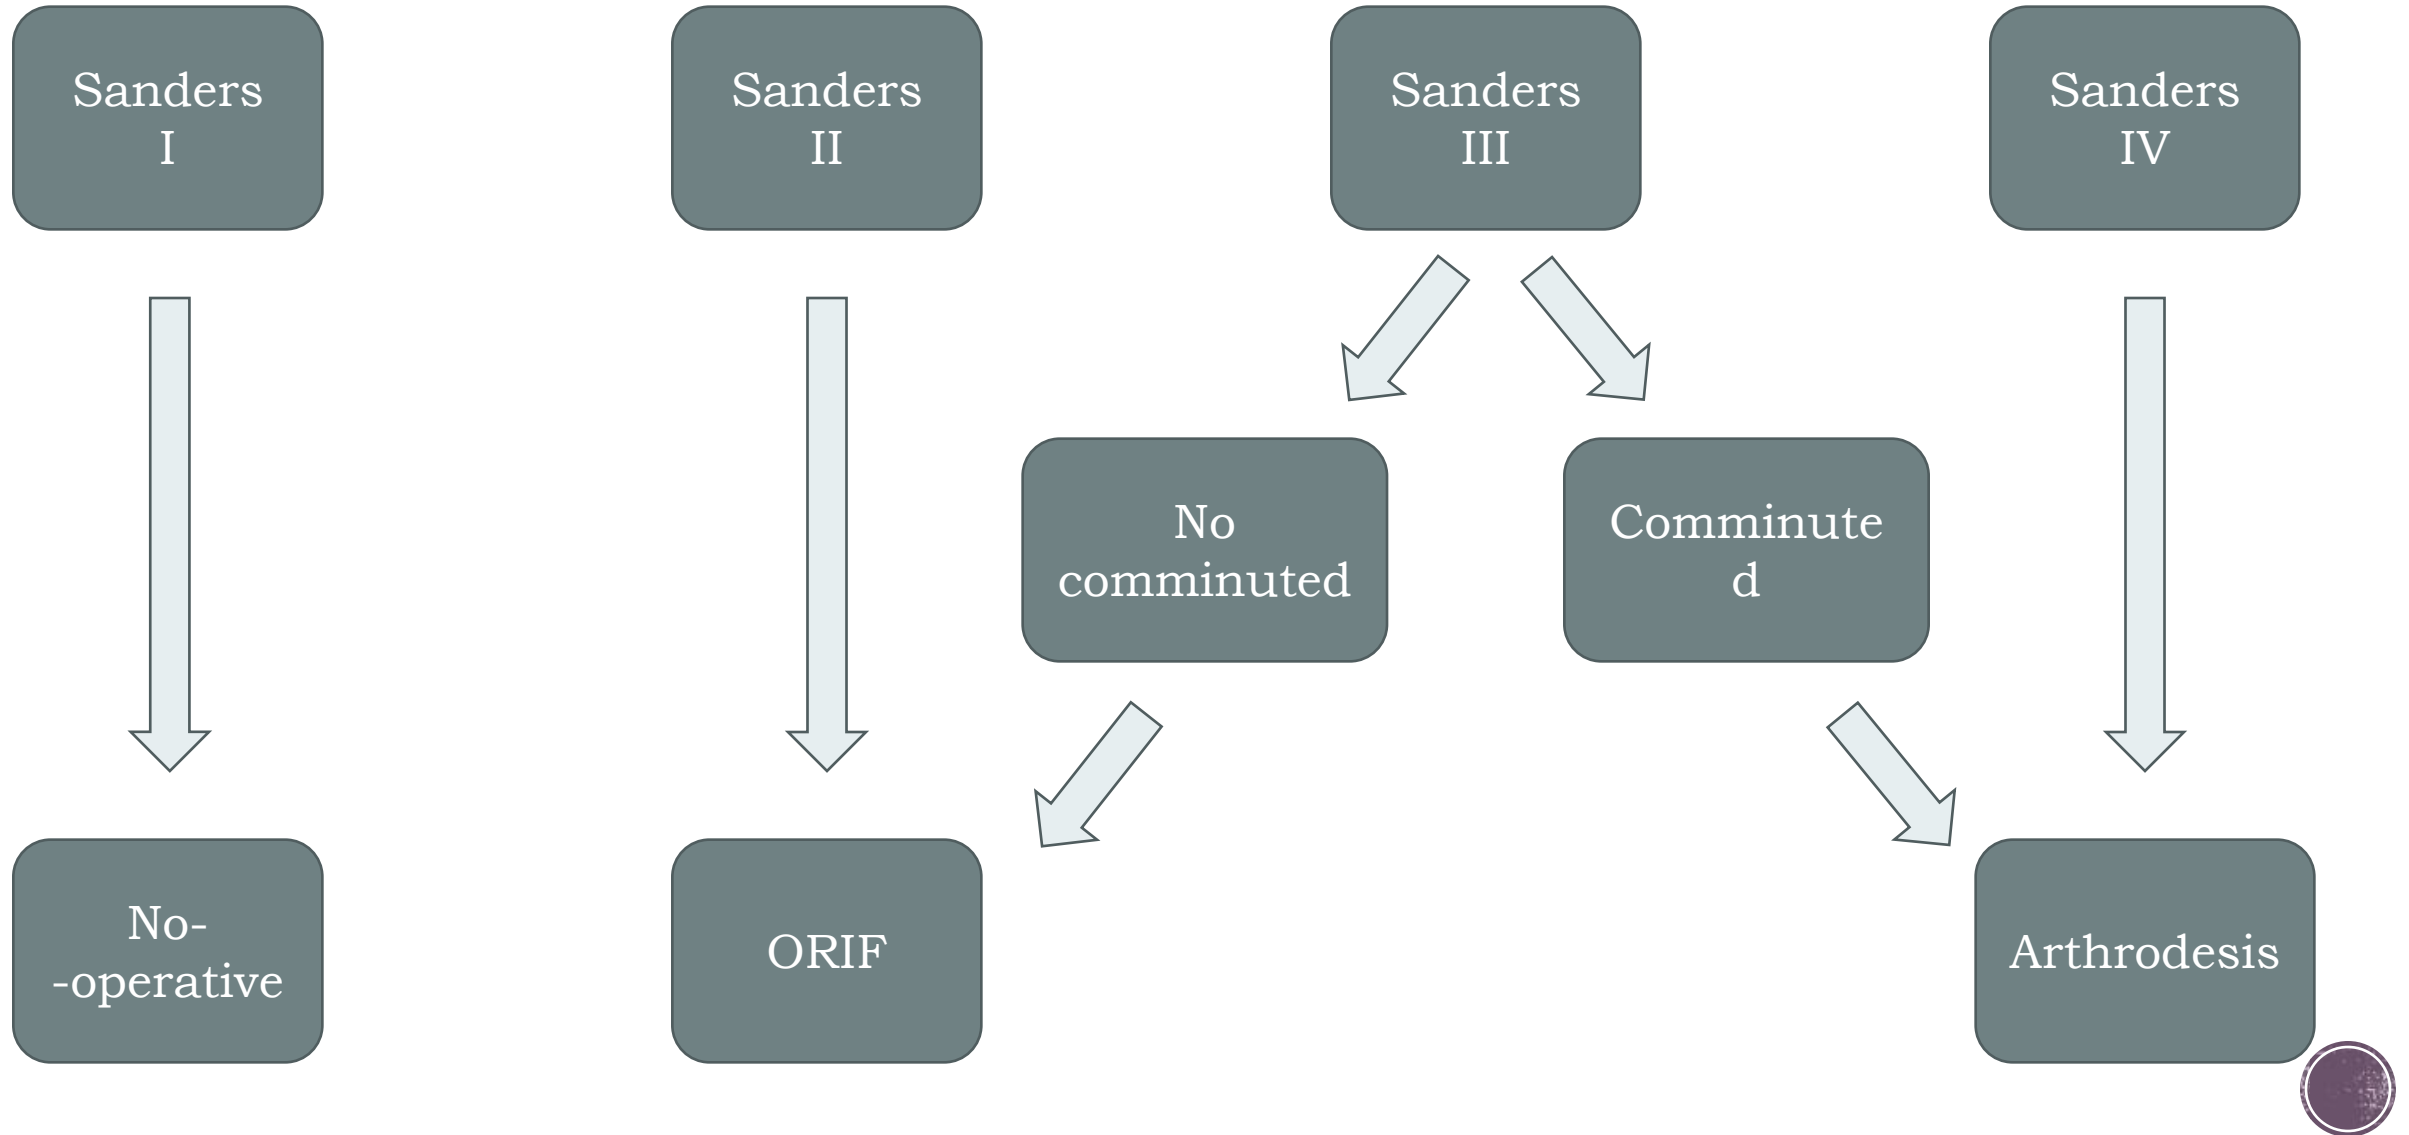 Sanders
I
Sanders
II
Sanders
III
Sanders
IV
No
comminuted
Comminute
d
No-
-operative
ORIF
Arthrodesis